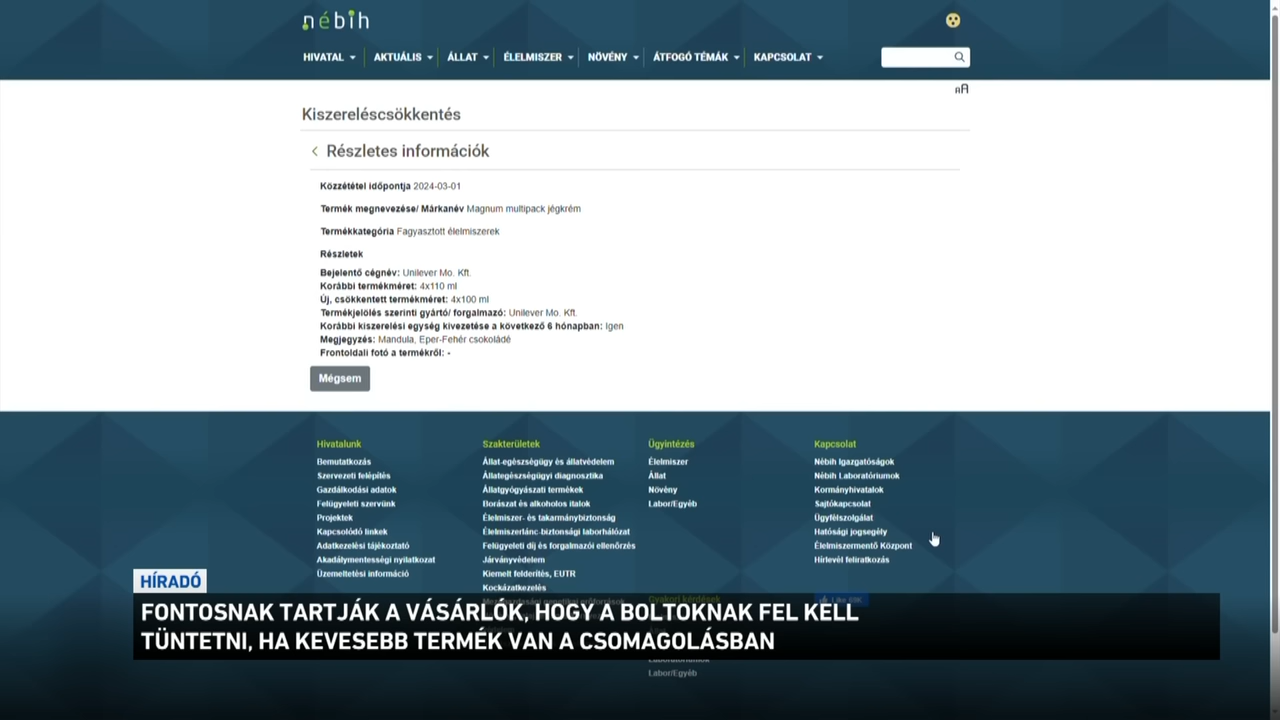 nébih
HIVATAL
AKTUÁLIS
ÁLLAT
ÉLELMISZER
NÖVÉNY
ÁTFOGÓ TÉMÁK
KAPCSOLAT
AA
Kiszereléscsökkentés
Részletes információk
Közzététel időpontja 2024-03-01
Termék megnevezése/ Márkanév Magnum multipack jégkrém
Termékkategória Fagyasztott élelmiszerek
Részletek
Bejelentő cégnév: Unilever Mo. Kft.
Korábbi termékméret: 4x110 ml
Új, csökkentett termékméret: 4x100 ml
Termékjelölés szerinti gyártó/ forgalmazó: Unilever Mo. Kft.
Korábbi kiszerelési egység kivezetése a következő 6 hónapban: Igen
Megjegyzés: Mandula, Eper-Fehér csokoládé
Frontoldali fotó a termékről: -
Mégsem
Hivatalunk
Bemutatkozás
Szervezeti felépítés
Gazdálkodási adatok
Felügyeleti szervünk
Projektek
Kapcsolódó linkek
Adatkezelési tájékoztató
Akadálymentességi nyilatkozat
Üzemeltetési információ
Szakterületek
Állat-egészségügy és állatvédelem
Állategészségügyi diagnosztika
Állatgyógyászati termékek
Borászat és alkoholos italok
Élelmiszer- és takarmánybiztonság
Élelmiszerlánc-biztonsági laborhálózat
Felügyeleti díj és forgalmazói ellenőrzés
Járványvédelem
Kiemelt felderítés, EUTR
Kockázatkezelés
Ügyintézés
Élelmiszer
Állat
Növény
Labor/Egyéb
Gyakori kérdések
Labor/Egyéb
Kapcsolat
Nébih Igazgatóságok
Nébih Laboratóriumok
Kormányhivatalok
Sajtókapcsolat
Ügyfélszolgálat
Hatósági jogsegély
Élelmiszermentő Központ
Hírlevél feliratkozás
HÍRADÓ
FONTOSNAK TARTJÁK A VÁSÁRLÓK, HOGY A BOLTOKNAK FEL KELL
TÜNTETNI, HA KEVESEBB TERMÉK VAN A CSOMAGOLÁSBAN